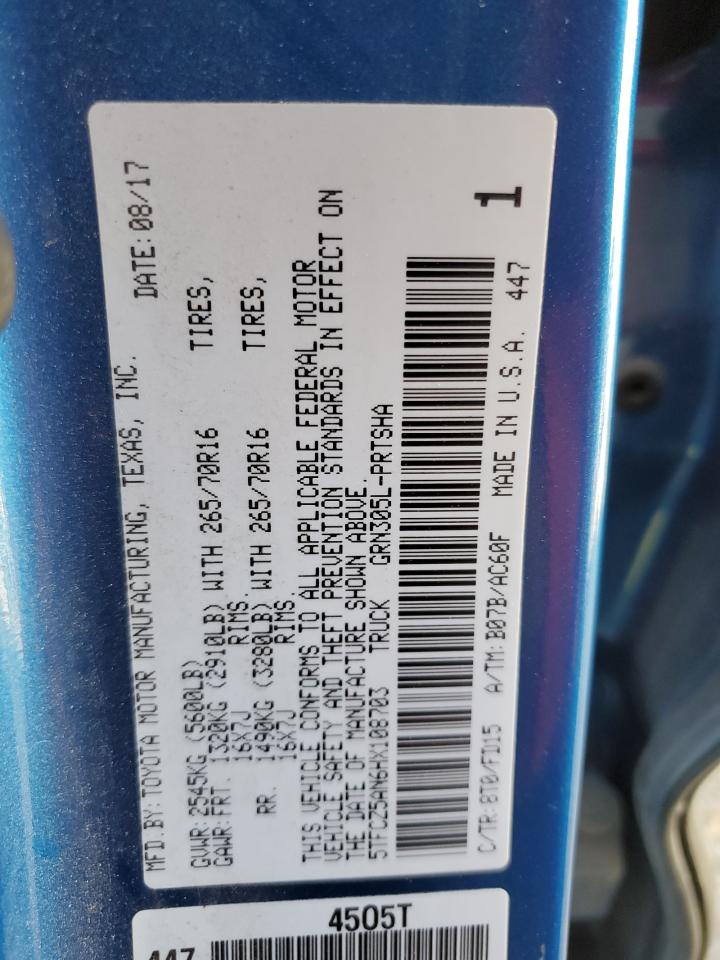 MFD BY: TOYOTA MOTOR MANUFACTURING, TEXAS, INC. DATE: 08/17
GVWR: 2545KG (5600LB)
GAWR: FRT. 1320KG (2910LB) WITH 265/70R16 TIRES,
16X7J RIMS.
RR. 1490KG (3280LB) WITH 265/70R16 TIRES,
16X7J RIMS.
THIS VEHICLE CONFORMS TO ALL APPLICABLE FEDERAL MOTOR
VEHICLE SAFETY AND THEFT PREVENTION STANDARDS IN EFFECT ON
THE DATE OF MANUFACTURE SHOWN ABOVE.
5TFCZ5AN6HX108703 TRUCK GRN305L-PRTSHA
C/TR: 8T0/FD15 A/TM: B07B/AC60F MADE IN U.S.A. 447
1
4505T
447